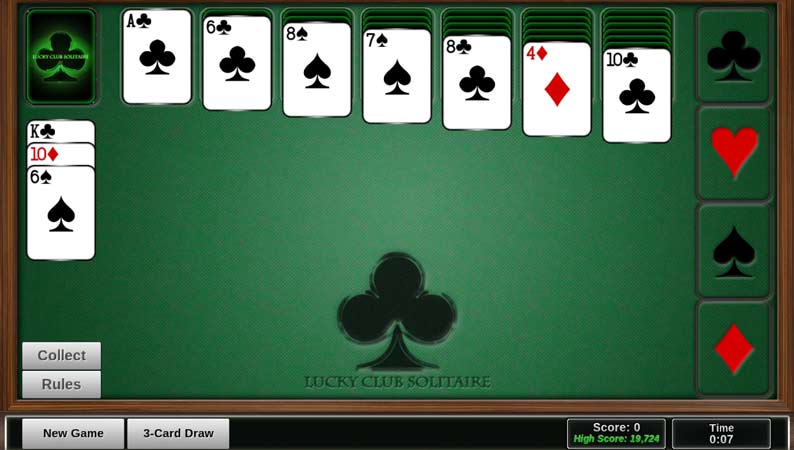 LUCKY CLUB SOLITAIRE
A♣
6♣
8♠
7♠
8♣
4♦
10♣
K♣
10♦
6♠
LUCKY CLUB SOLITAIRE
Collect
Rules
New Game
3-Card Draw
Score: 0
High Score: 19,724
Time
0:07